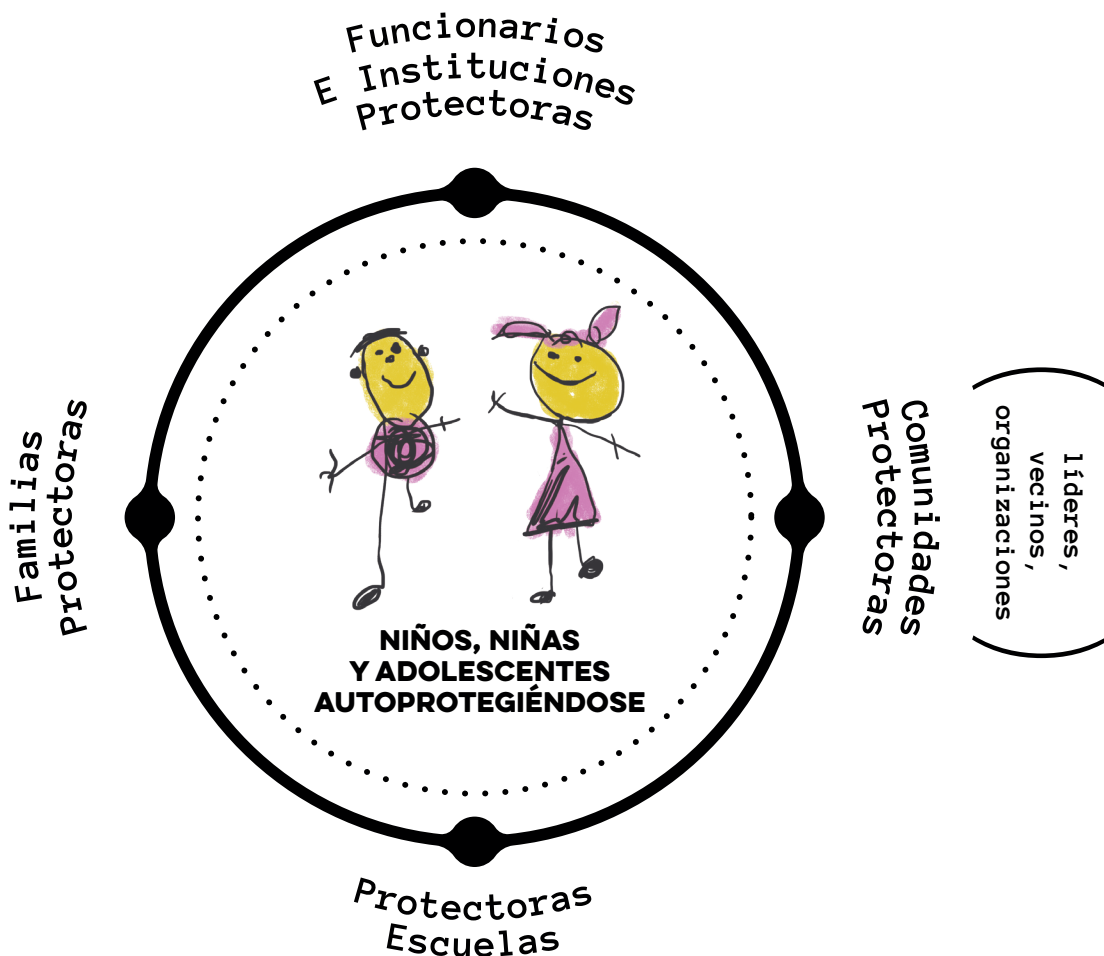 Funcionarios
E Instituciones
Protectoras
Familias
Protectoras
NIÑOS, NIÑAS
Y ADOLESCENTES
AUTOPROTEGIÉNDOSE
Comunidades
Protectoras
líderes,
vecinos,
organizaciones
Protectoras
Escuelas